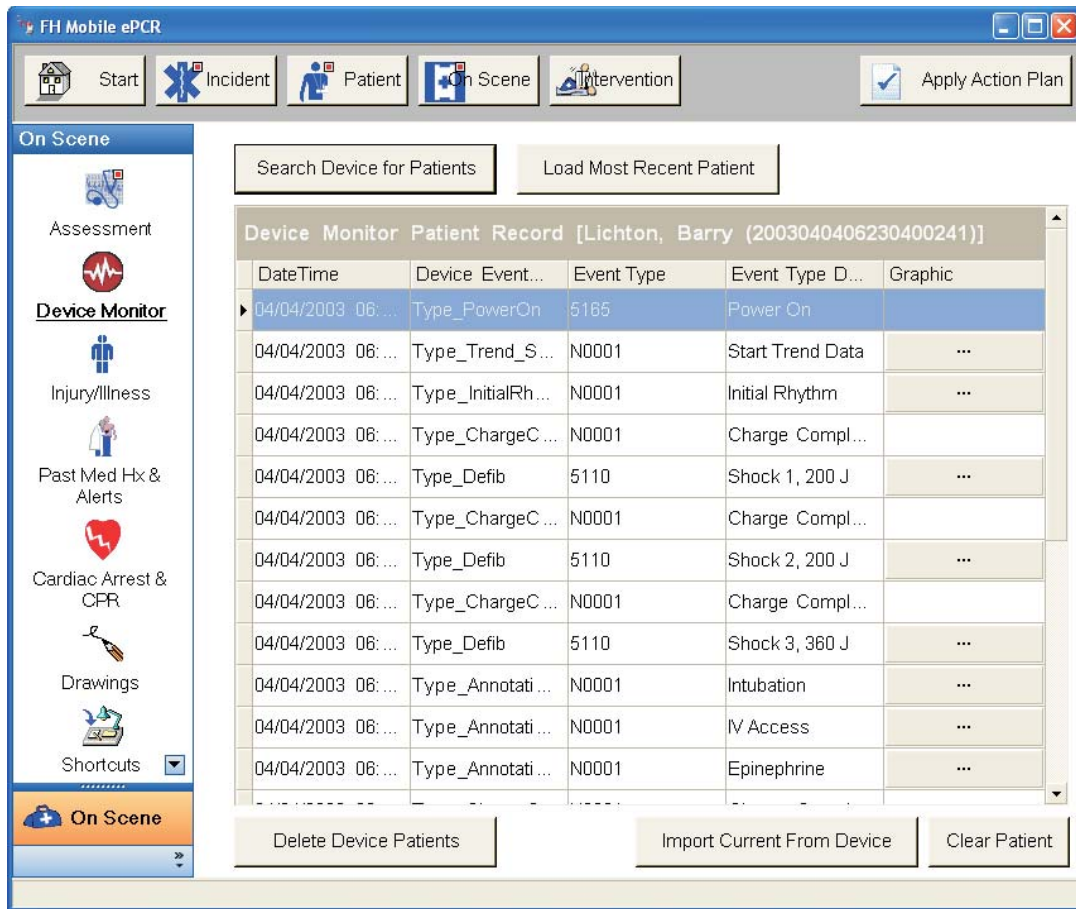 FH Mobile ePCR
Start Incident Patient On Scene Intervention Apply Action Plan
On Scene
Assessment
Device Monitor
Injury/Illness
Past Med Hx &
Alerts
Cardiac Arrest &
CPR
Drawings
Shortcuts
On Scene
Search Device for Patients Load Most Recent Patient
Device Monitor Patient Record [Lichton, Barry (2003040406230400241)]
DateTime Device Event... Event Type Event Type D... Graphic
04/04/2003 06:... Type_PowerOn 5165 Power On
04/04/2003 06:... Type_Trend_S... N0001 Start Trend Data ...
04/04/2003 06:... Type_InitialRh... N0001 Initial Rhythm ...
04/04/2003 06:... Type_ChargeC... N0001 Charge Compl...
04/04/2003 06:... Type_Defib 5110 Shock 1, 200 J ...
04/04/2003 06:... Type_ChargeC... N0001 Charge Compl...
04/04/2003 06:... Type_Defib 5110 Shock 2, 200 J ...
04/04/2003 06:... Type_ChargeC... N0001 Charge Compl...
04/04/2003 06:... Type_Defib 5110 Shock 3, 360 J ...
04/04/2003 06:... Type_Annotati... N0001 Intubation ...
04/04/2003 06:... Type_Annotati... N0001 IV Access ...
04/04/2003 06:... Type_Annotati... N0001 Epinephrine ...
Delete Device Patients Import Current From Device Clear Patient